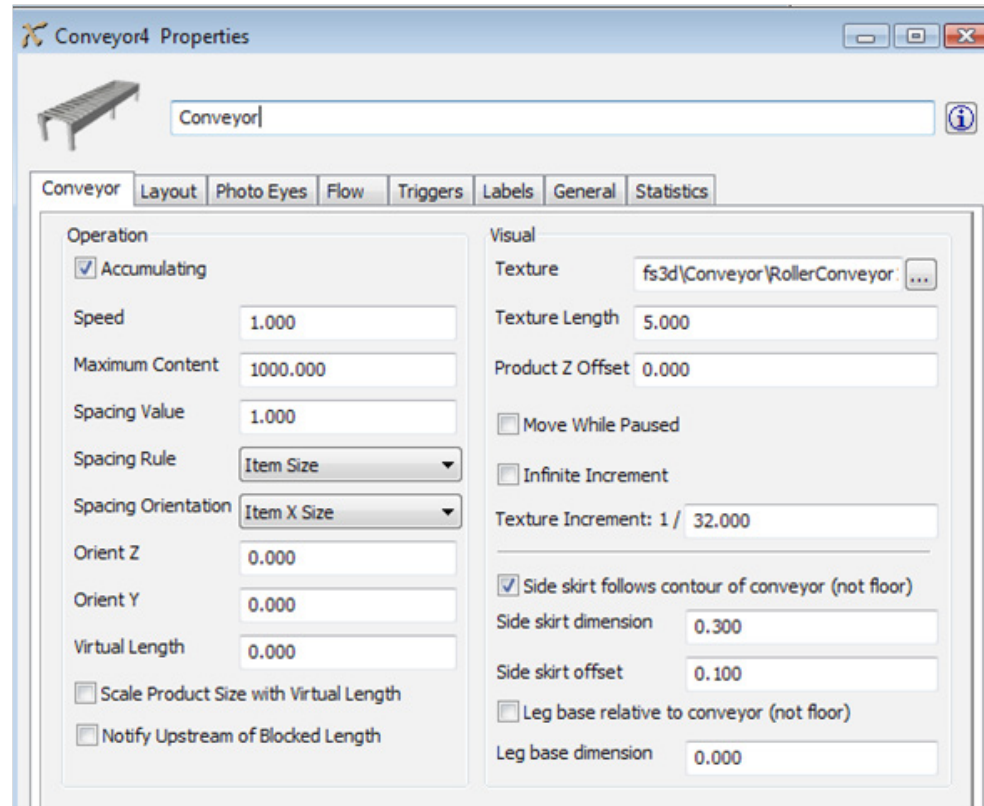 Conveyor4 Properties
Conveyor
Conveyor Layout Photo Eyes Flow Triggers Labels General Statistics
Operation
Accumulating
Speed 1.000
Maximum Content 1000.000
Spacing Value 1.000
Spacing Rule Item Size
Spacing Orientation Item X Size
Orient Z 0.000
Orient Y 0.000
Virtual Length 0.000
Scale Product Size with Virtual Length
Notify Upstream of Blocked Length
Visual
Texture fs3d\Conveyor\RollerConveyor ...
Texture Length 5.000
Product Z Offset 0.000
Move While Paused
Infinite Increment
Texture Increment: 1 / 32.000
Side skirt follows contour of conveyor (not floor)
Side skirt dimension 0.300
Side skirt offset 0.100
Leg base relative to conveyor (not floor)
Leg base dimension 0.000